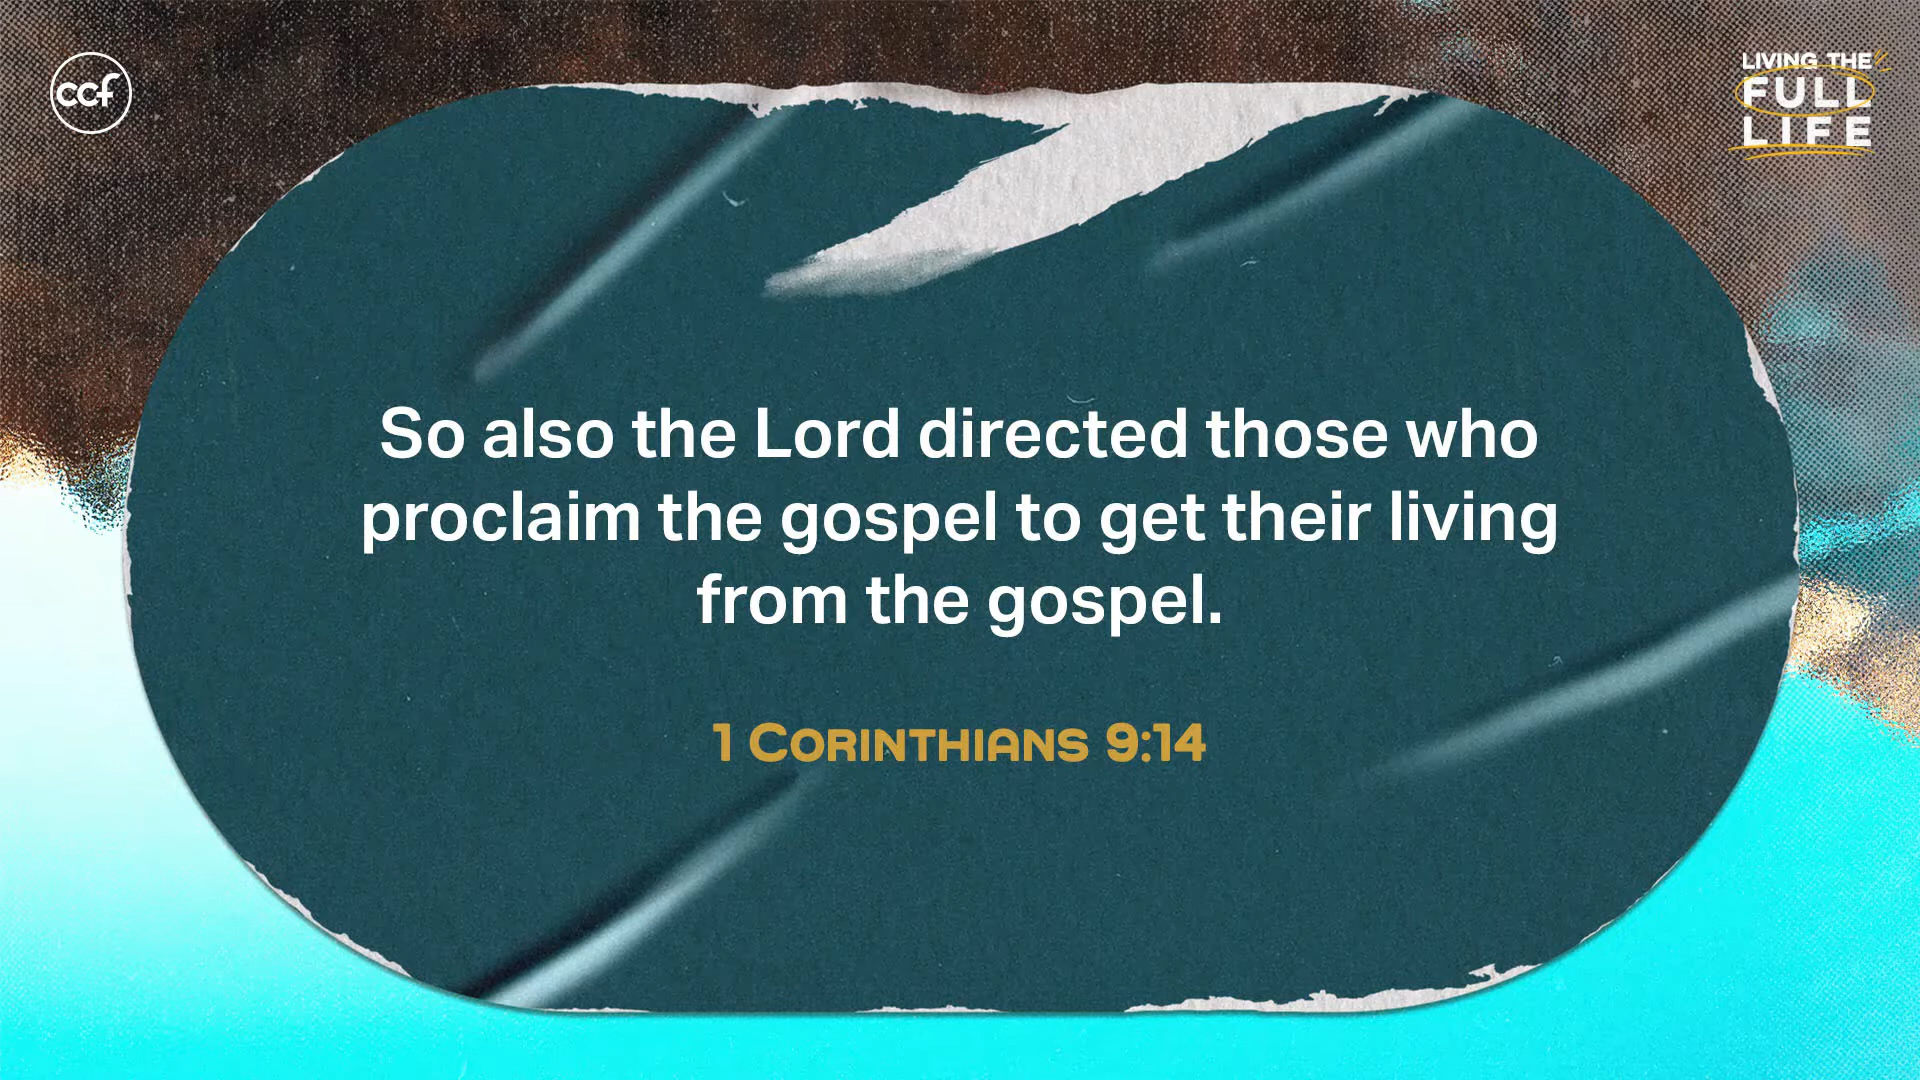 ccf
LIVING THE
FULL
LIFE
So also the Lord directed those who
proclaim the gospel to get their living
from the gospel.
1 CORINTHIANS 9:14